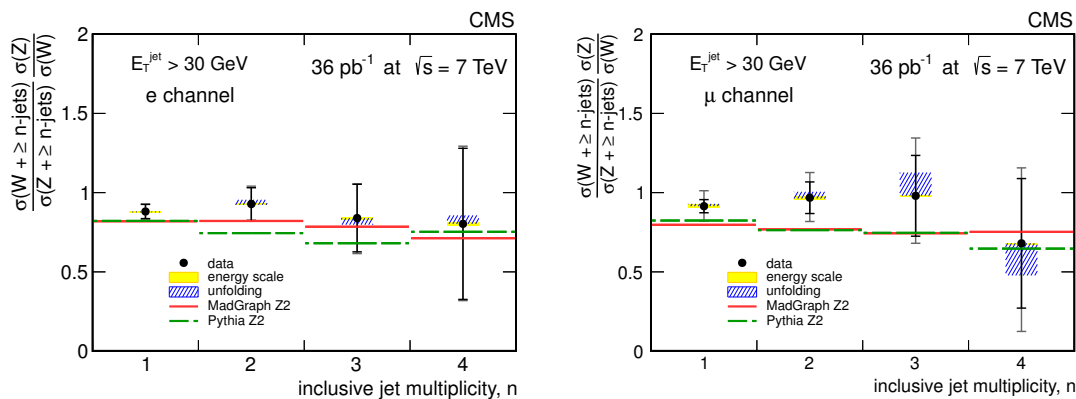 CMS
σ(W + ≥ n-jets) σ(Z)
σ(Z + ≥ n-jets) σ(W)
2
1.5
1
0.5
0
E_T^jet > 30 GeV
36 pb⁻¹ at √s = 7 TeV
e channel
data
energy scale
unfolding
MadGraph Z2
Pythia Z2
1 2 3 4
inclusive jet multiplicity, n
CMS
σ(W + ≥ n-jets) σ(Z)
σ(Z + ≥ n-jets) σ(W)
2
1.5
1
0.5
0
E_T^jet > 30 GeV
36 pb⁻¹ at √s = 7 TeV
μ channel
data
energy scale
unfolding
MadGraph Z2
Pythia Z2
1 2 3 4
inclusive jet multiplicity, n